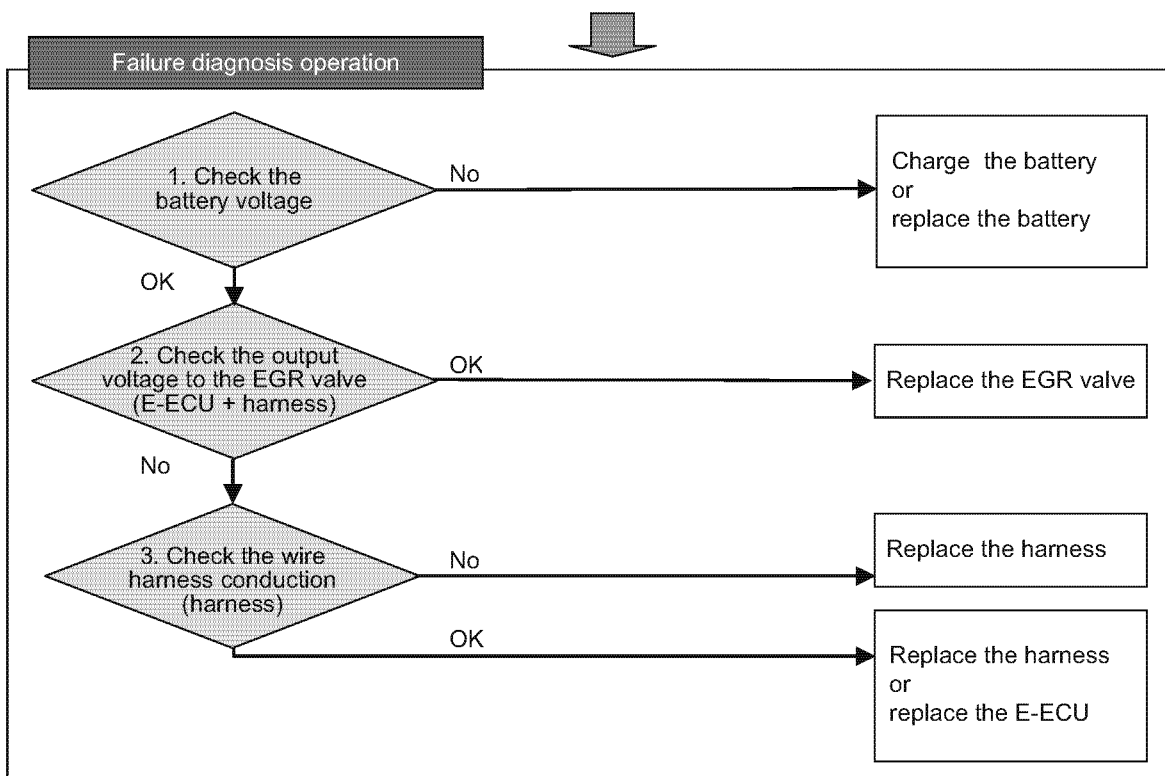 Failure diagnosis operation
1. Check the
battery voltage
No
Charge the battery
or
replace the battery
OK
2. Check the output
voltage to the EGR valve
(E-ECU + harness)
OK
Replace the EGR valve
No
3. Check the wire
harness conduction
(harness)
No
Replace the harness
OK
Replace the harness
or
replace the E-ECU